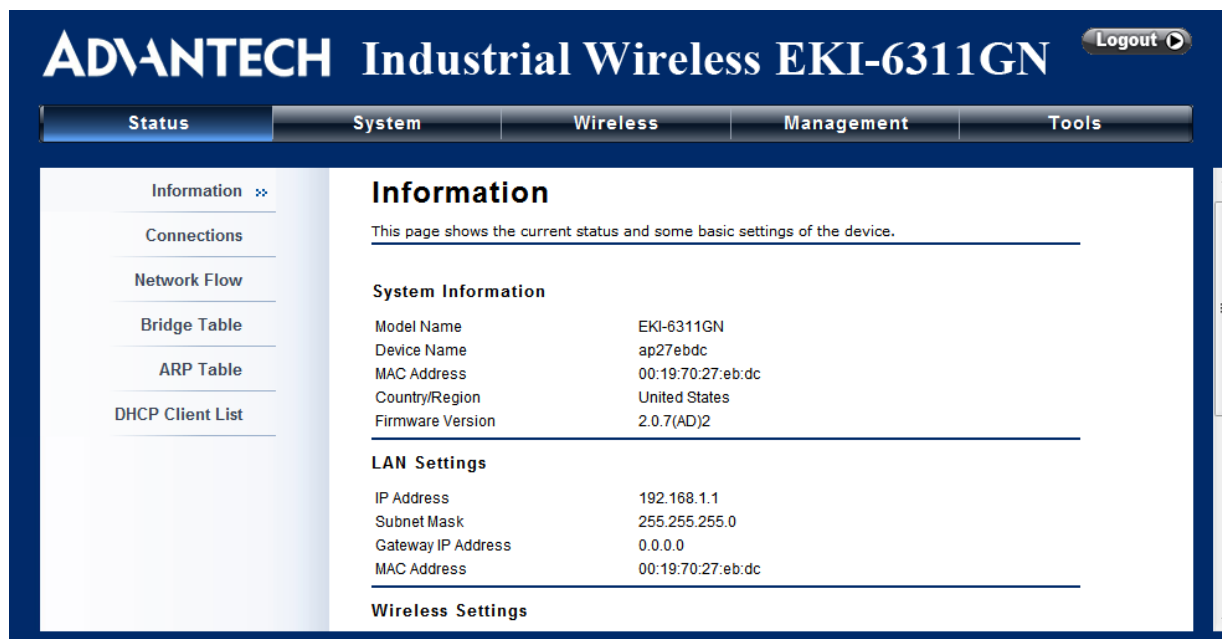 ADVANTECH Industrial Wireless EKI-6311GN Logout
Status System Wireless Management Tools
Information »
Connections
Network Flow
Bridge Table
ARP Table
DHCP Client List
Information
This page shows the current status and some basic settings of the device.
System Information
Model Name EKI-6311GN
Device Name ap27ebdc
MAC Address 00:19:70:27:eb:dc
Country/Region United States
Firmware Version 2.0.7(AD)2
LAN Settings
IP Address 192.168.1.1
Subnet Mask 255.255.255.0
Gateway IP Address 0.0.0.0
MAC Address 00:19:70:27:eb:dc
Wireless Settings